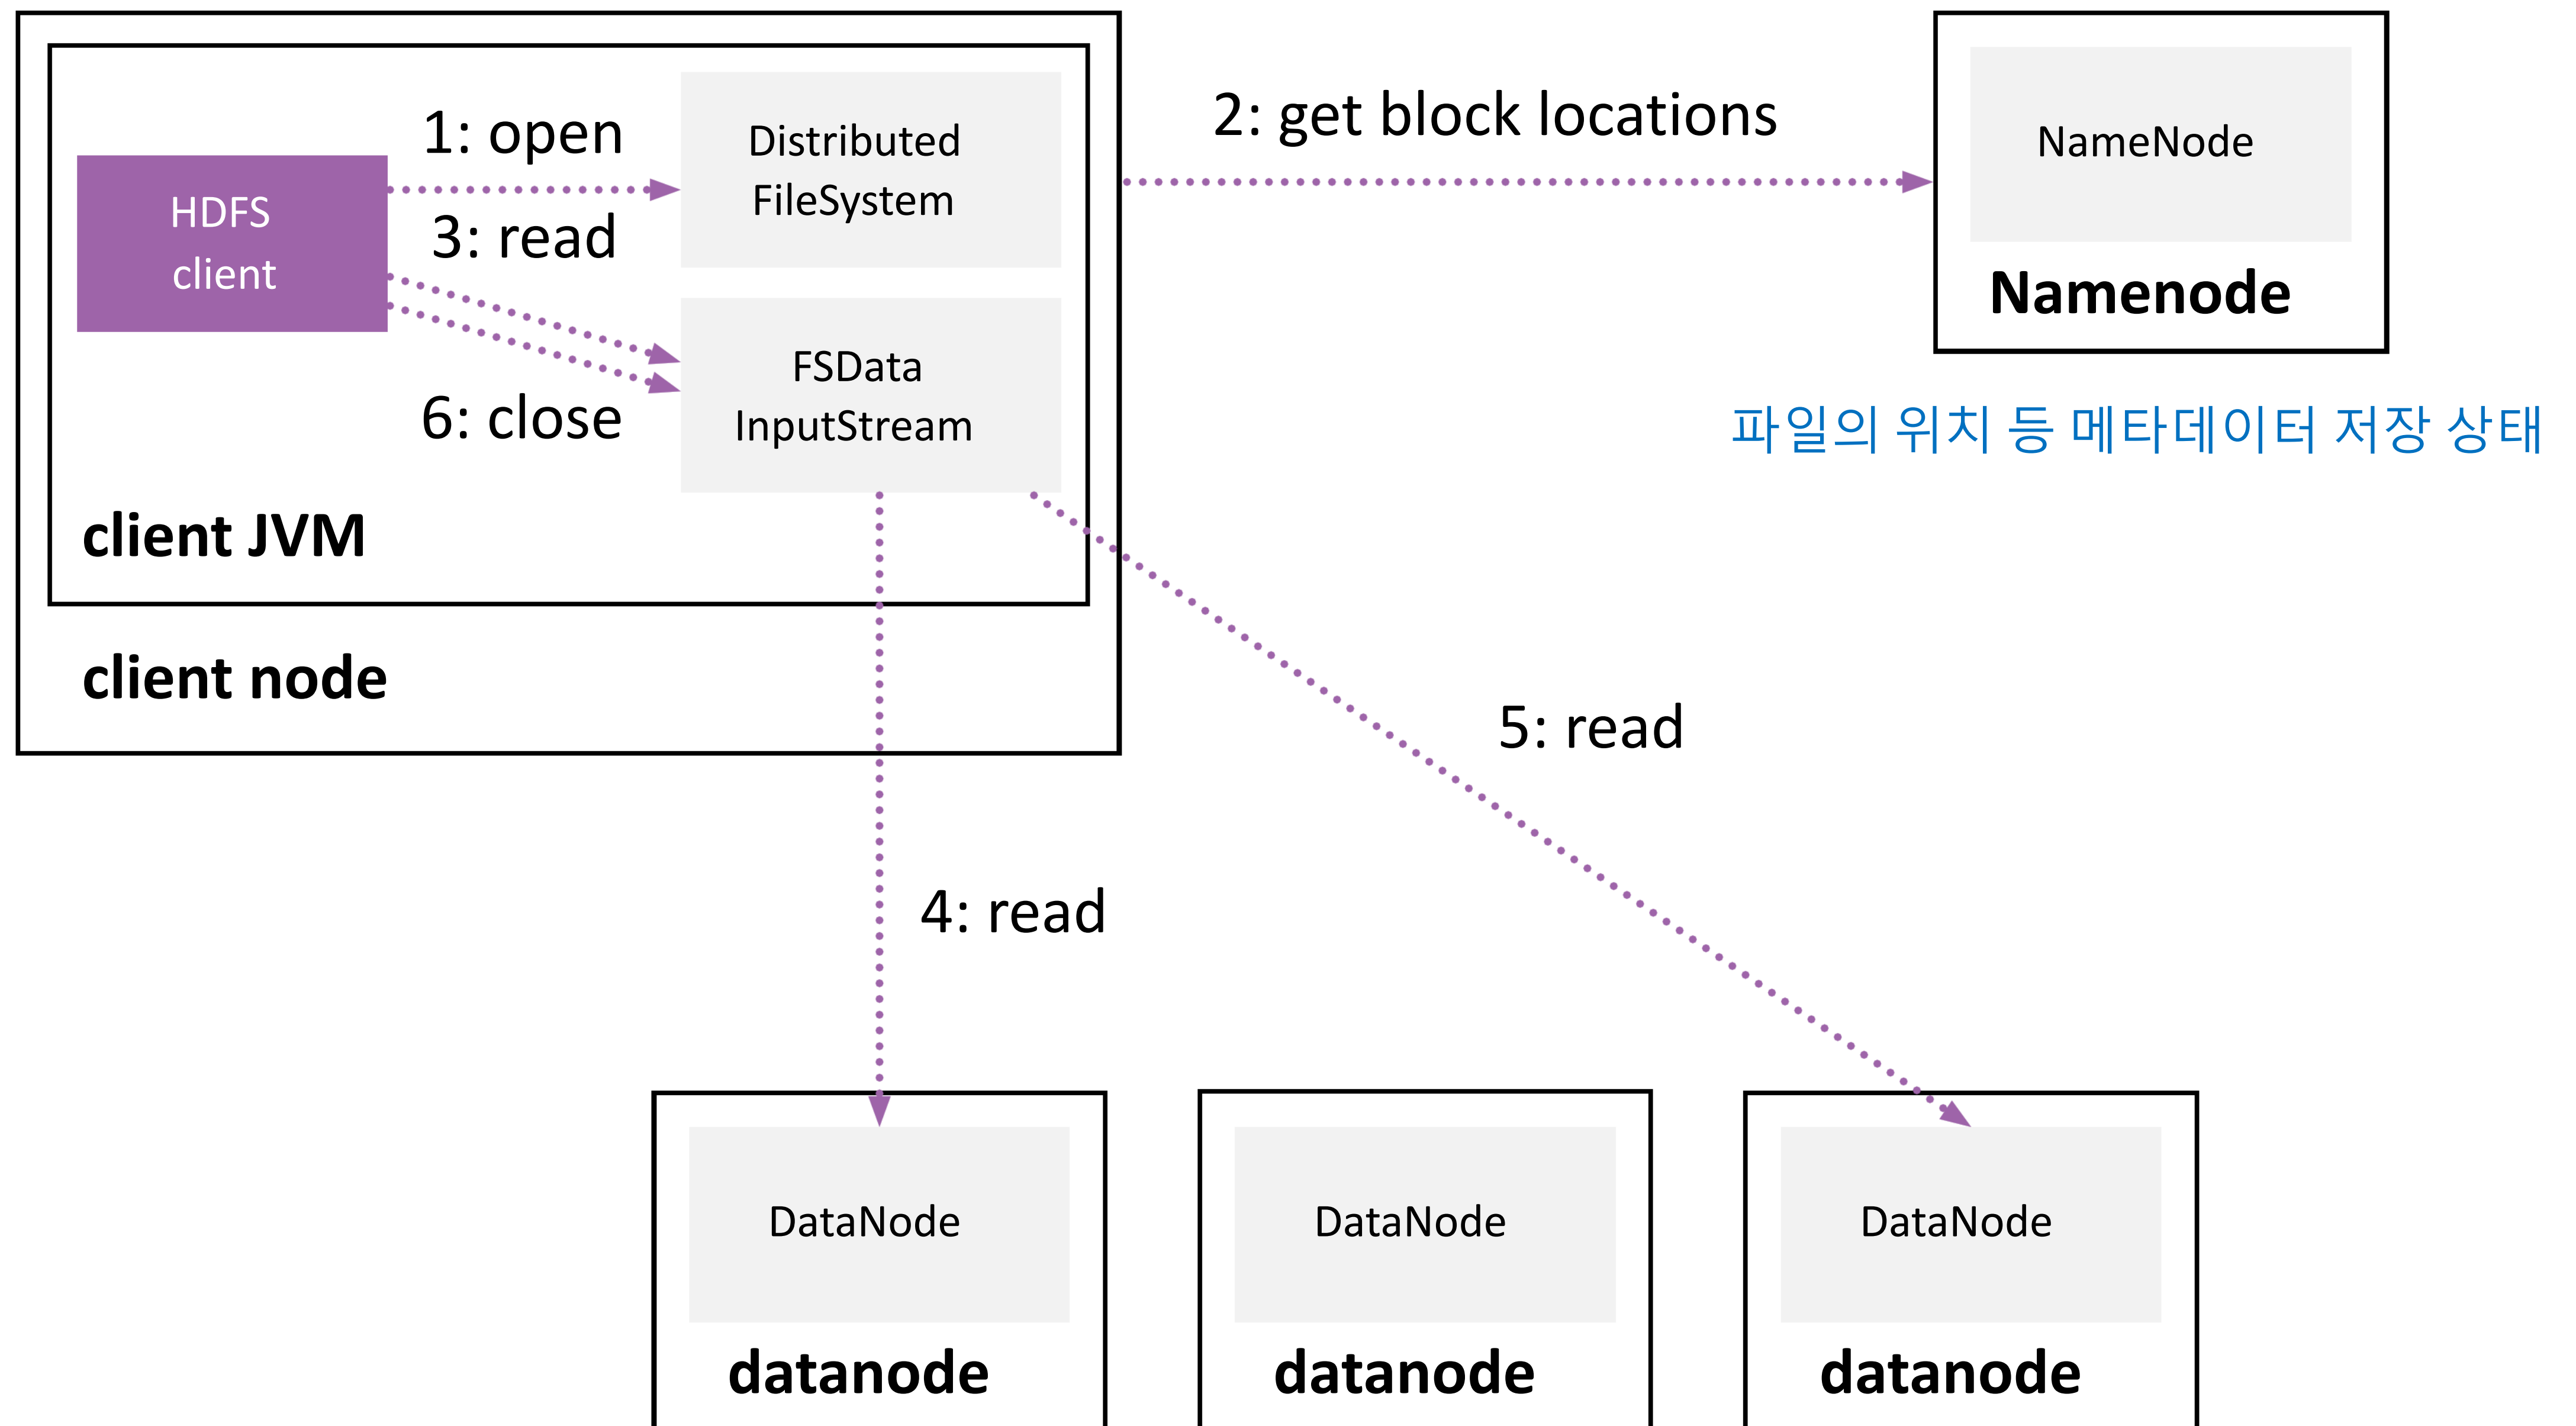 1: open
HDFS
client
3: read
6: close
Distributed
FileSystem
FSData
InputStream
client JVM
client node
2: get block locations
NameNode
Namenode
파일의 위치 등 메타데이터 저장 상태
4: read
5: read
DataNode
datanode
DataNode
datanode
DataNode
datanode